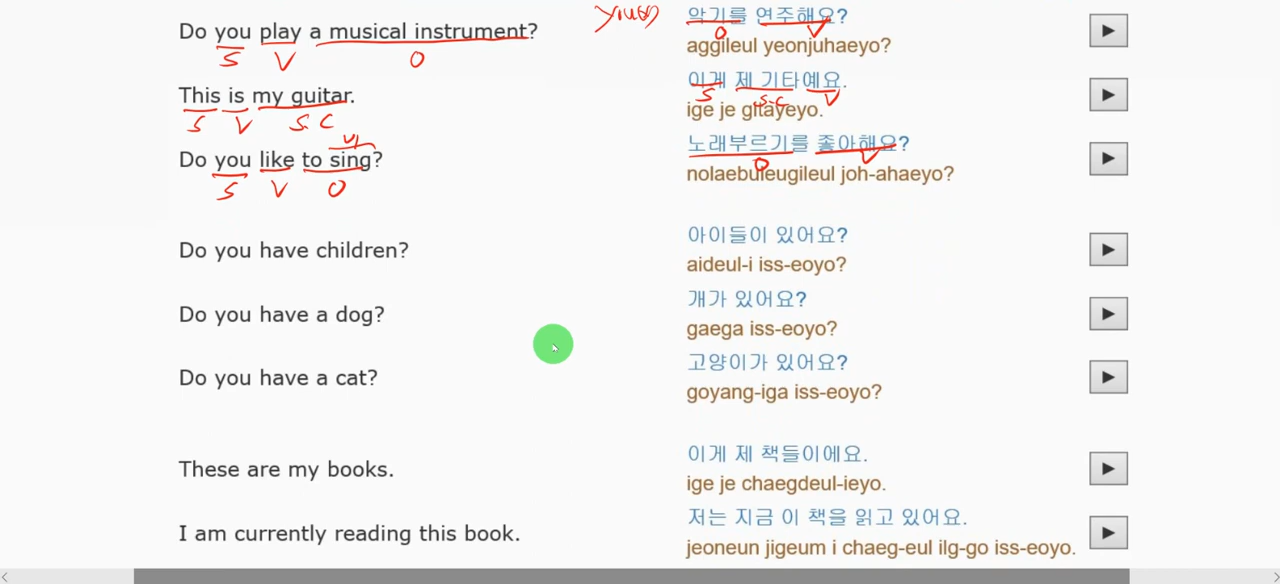 Do you play a musical instrument?
악기를 연주해요?
S V O
O V
aggileul yeonjuhaeyo?
This is my guitar.
이게 제 기타예요.
S V S.C
S S.C V
ige je gitayeyo.
Do you like to sing?
노래부르기를 좋아해요?
S V O
O V
nolaebuleugileul joh-ahaeyo?
Do you have children?
아이들이 있어요?
aideul-i iss-eoyo?
Do you have a dog?
개가 있어요?
gaega iss-eoyo?
Do you have a cat?
고양이가 있어요?
goyang-iga iss-eoyo?
These are my books.
이게 제 책들이에요.
ige je chaegdeul-ieyo.
I am currently reading this book.
저는 지금 이 책을 읽고 있어요.
jeoneun jigeum i chaeg-eul ilg-go iss-eoyo.